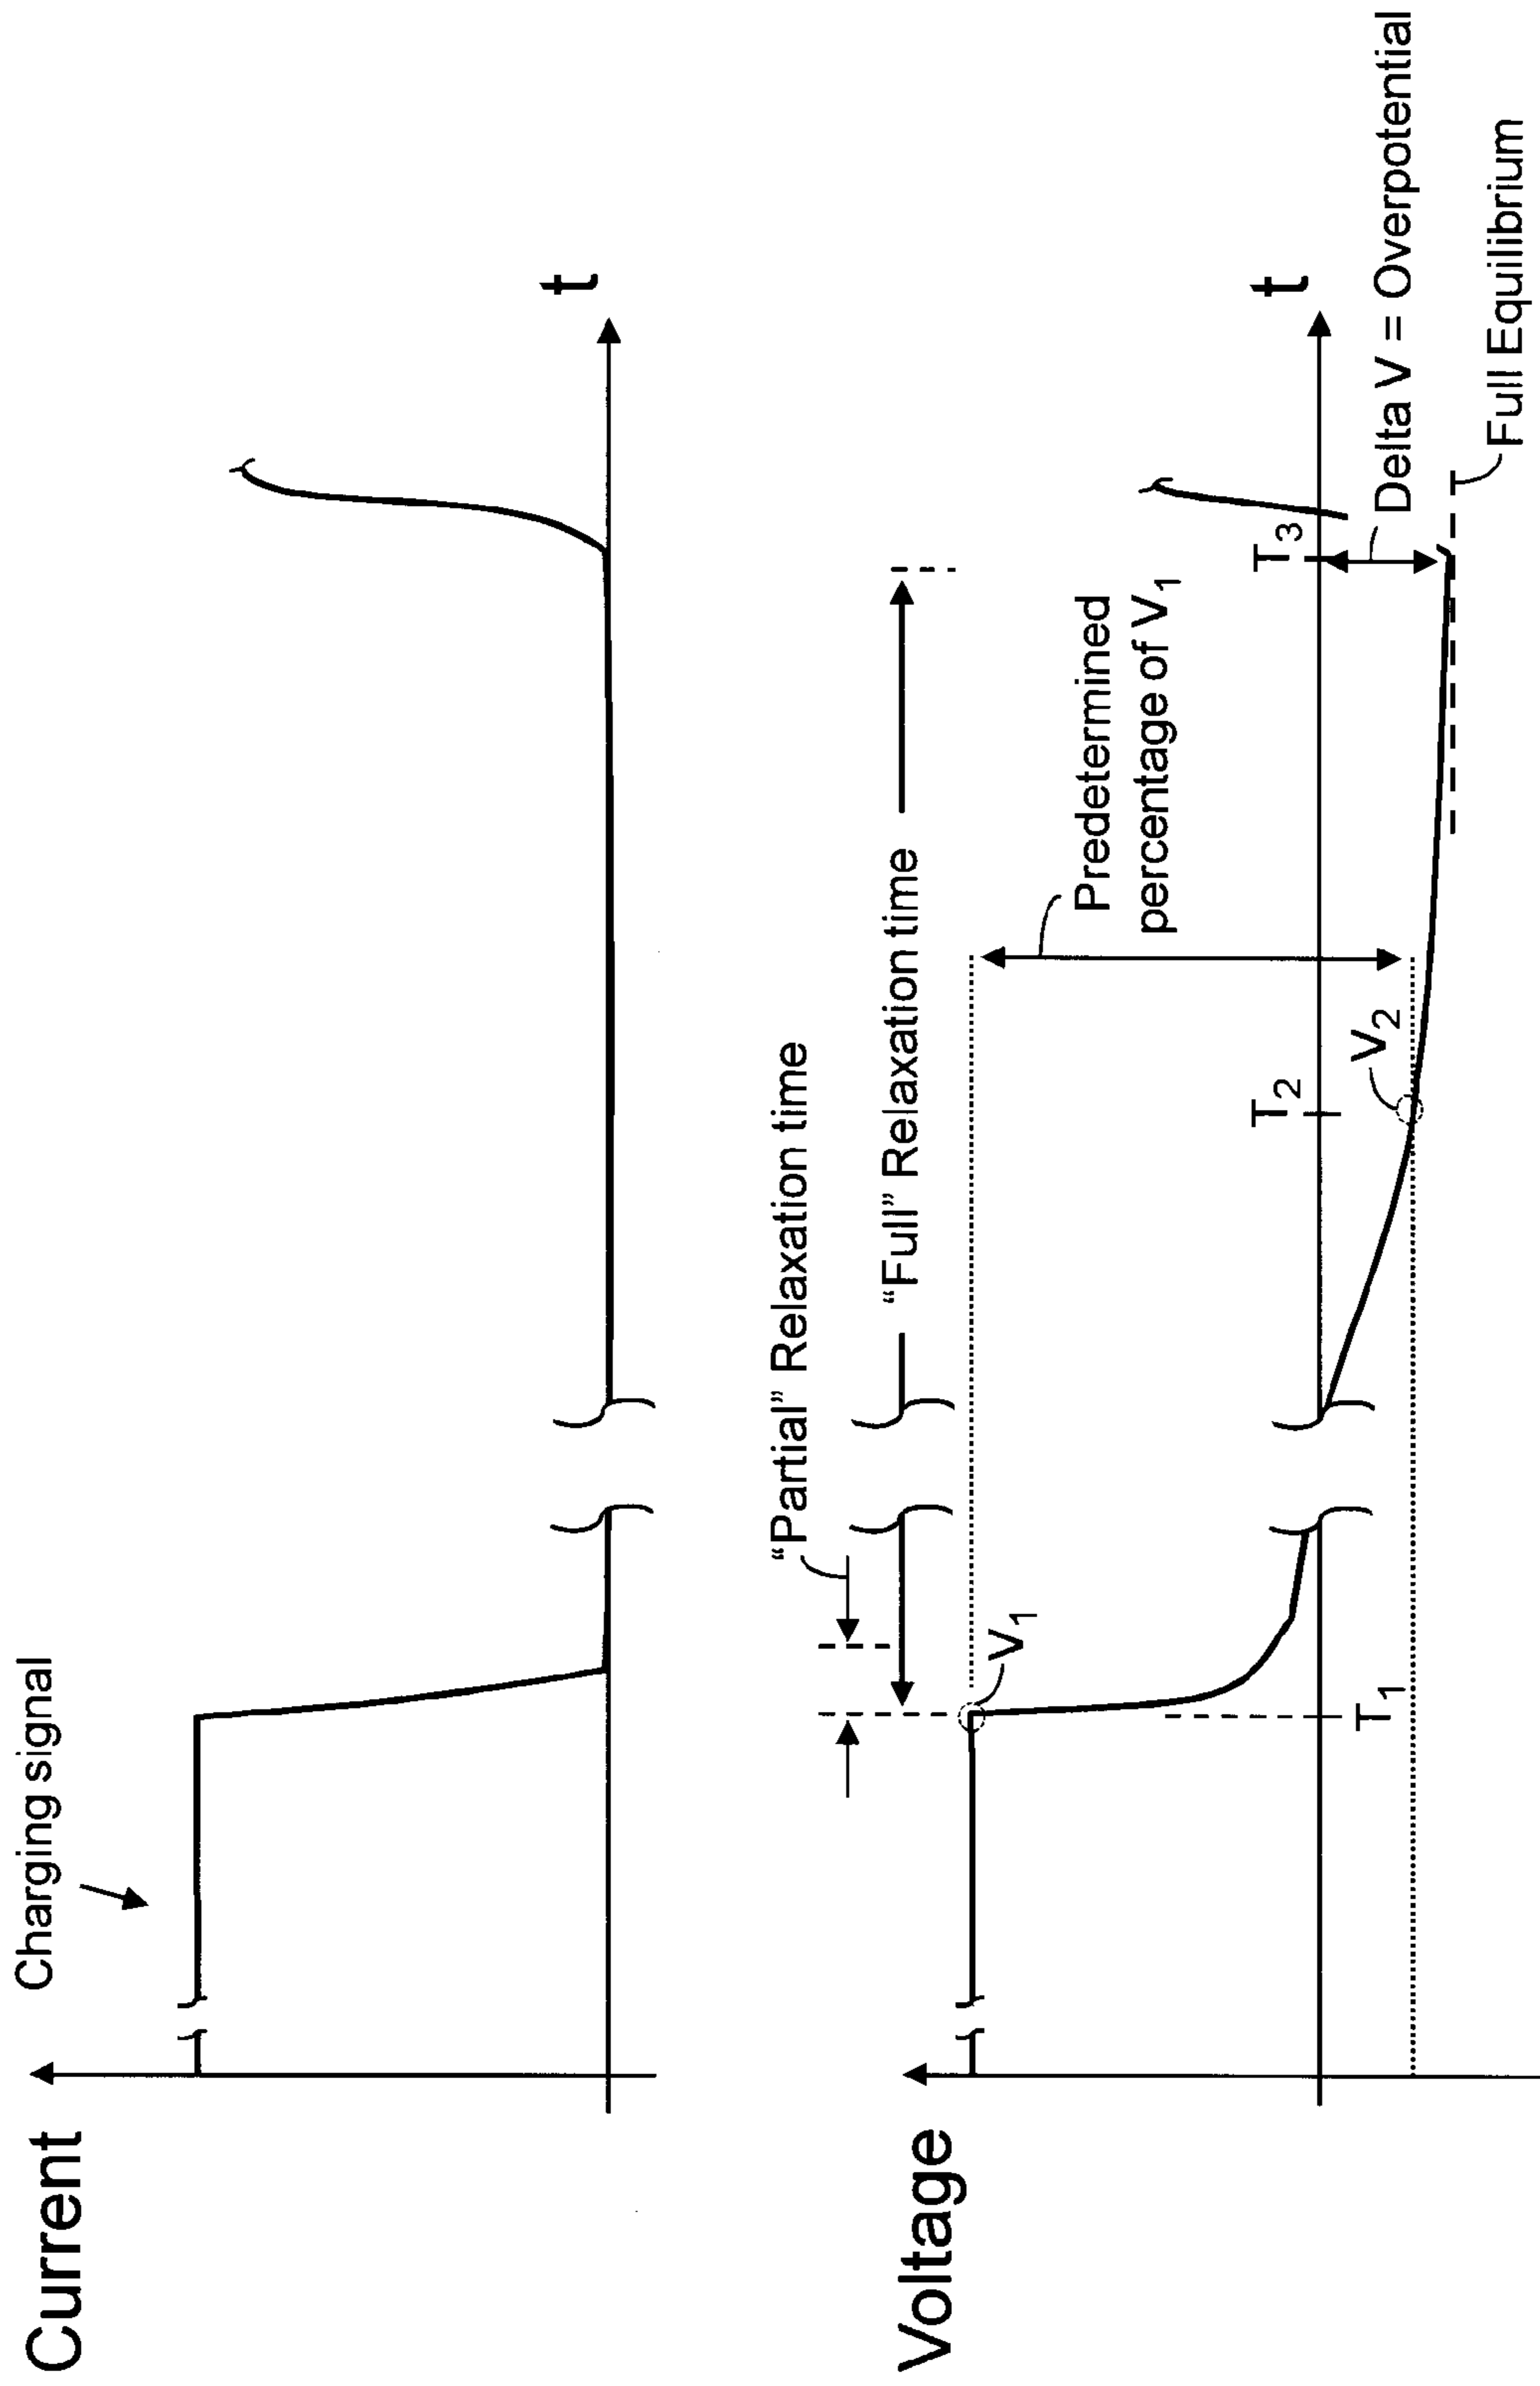 Current
Charging signal
t
"Partial" Relaxation time
"Full" Relaxation time
Voltage
V1
Predetermined
percentage of V1
T1
T2
V2
T3
t
Delta V = Overpotential
Full Equilibrium